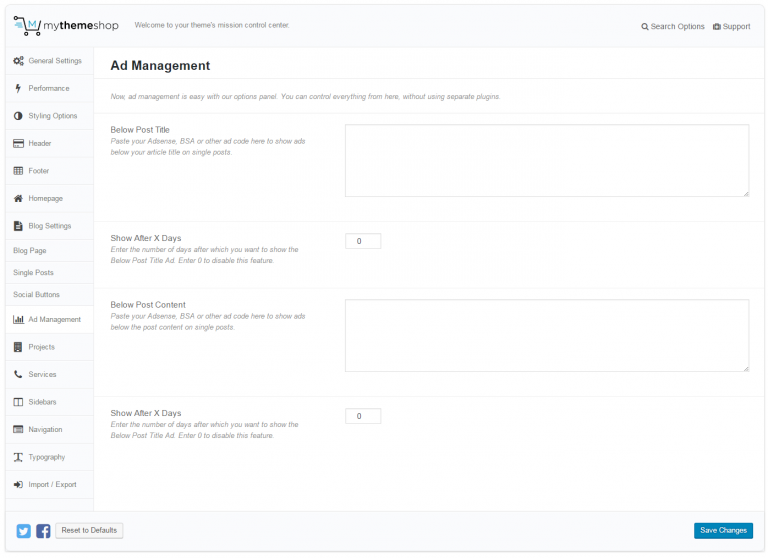 M mythemeshop
Welcome to your theme's mission control center.
Search Options Support
General Settings
Performance
Styling Options
Header
Footer
Homepage
Blog Settings
Blog Page
Single Posts
Social Buttons
Ad Management
Projects
Services
Sidebars
Navigation
Typography
Import / Export
Ad Management
Now, ad management is easy with our options panel. You can control everything from here, without using separate plugins.
Below Post Title
Paste your Adsense, BSA or other ad code here to show ads
below your article title on single posts.
Show After X Days
0
Enter the number of days after which you want to show the
Below Post Title Ad. Enter 0 to disable this feature.
Below Post Content
Paste your Adsense, BSA or other ad code here to show ads
below the post content on single posts.
Show After X Days
0
Enter the number of days after which you want to show the
Below Post Title Ad. Enter 0 to disable this feature.
Reset to Defaults
Save Changes